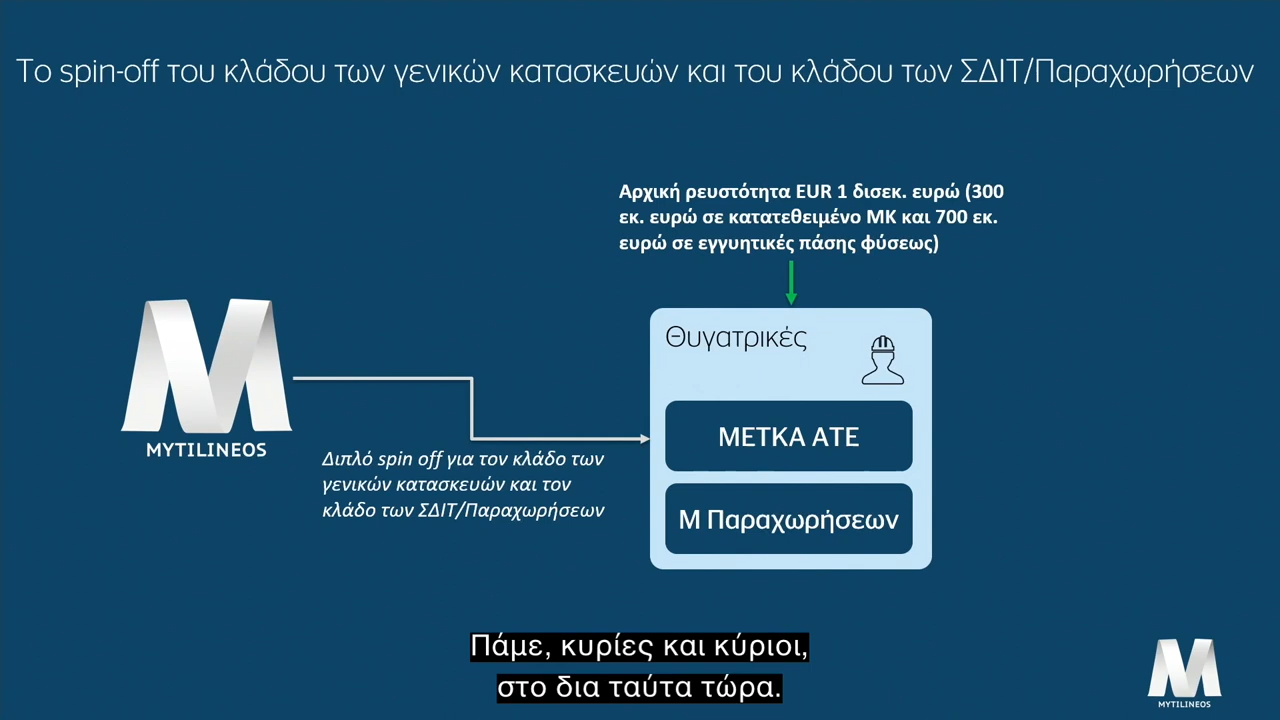 Το spin-off του κλάδου των γενικών κατασκευών και του κλάδου των ΣΔΙΤ/Παραχωρήσεων
Αρχική ρευστότητα EUR 1 δισεκ. ευρώ (300
εκ. ευρώ σε κατατεθειμένο ΜΚ και 700 εκ.
ευρώ σε εγγυητικές πάσης φύσεως)
MYTILINEOS
Διπλό spin off για τον κλάδο των
γενικών κατασκευών και τον
κλάδο των ΣΔΙΤ/Παραχωρήσεων
Θυγατρικές
ΜΕΤΚΑ ΑΤΕ
Μ Παραχωρήσεων
Πάμε, κυρίες και κύριοι,
στο δια ταύτα τώρα.
MYTILINEOS